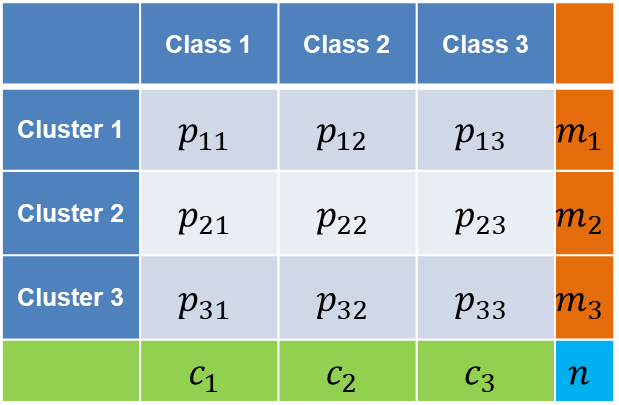 Class 1 Class 2 Class 3
Cluster 1 p₁₁ p₁₂ p₁₃ m₁
Cluster 2 p₂₁ p₂₂ p₂₃ m₂
Cluster 3 p₃₁ p₃₂ p₃₃ m₃
c₁ c₂ c₃ n